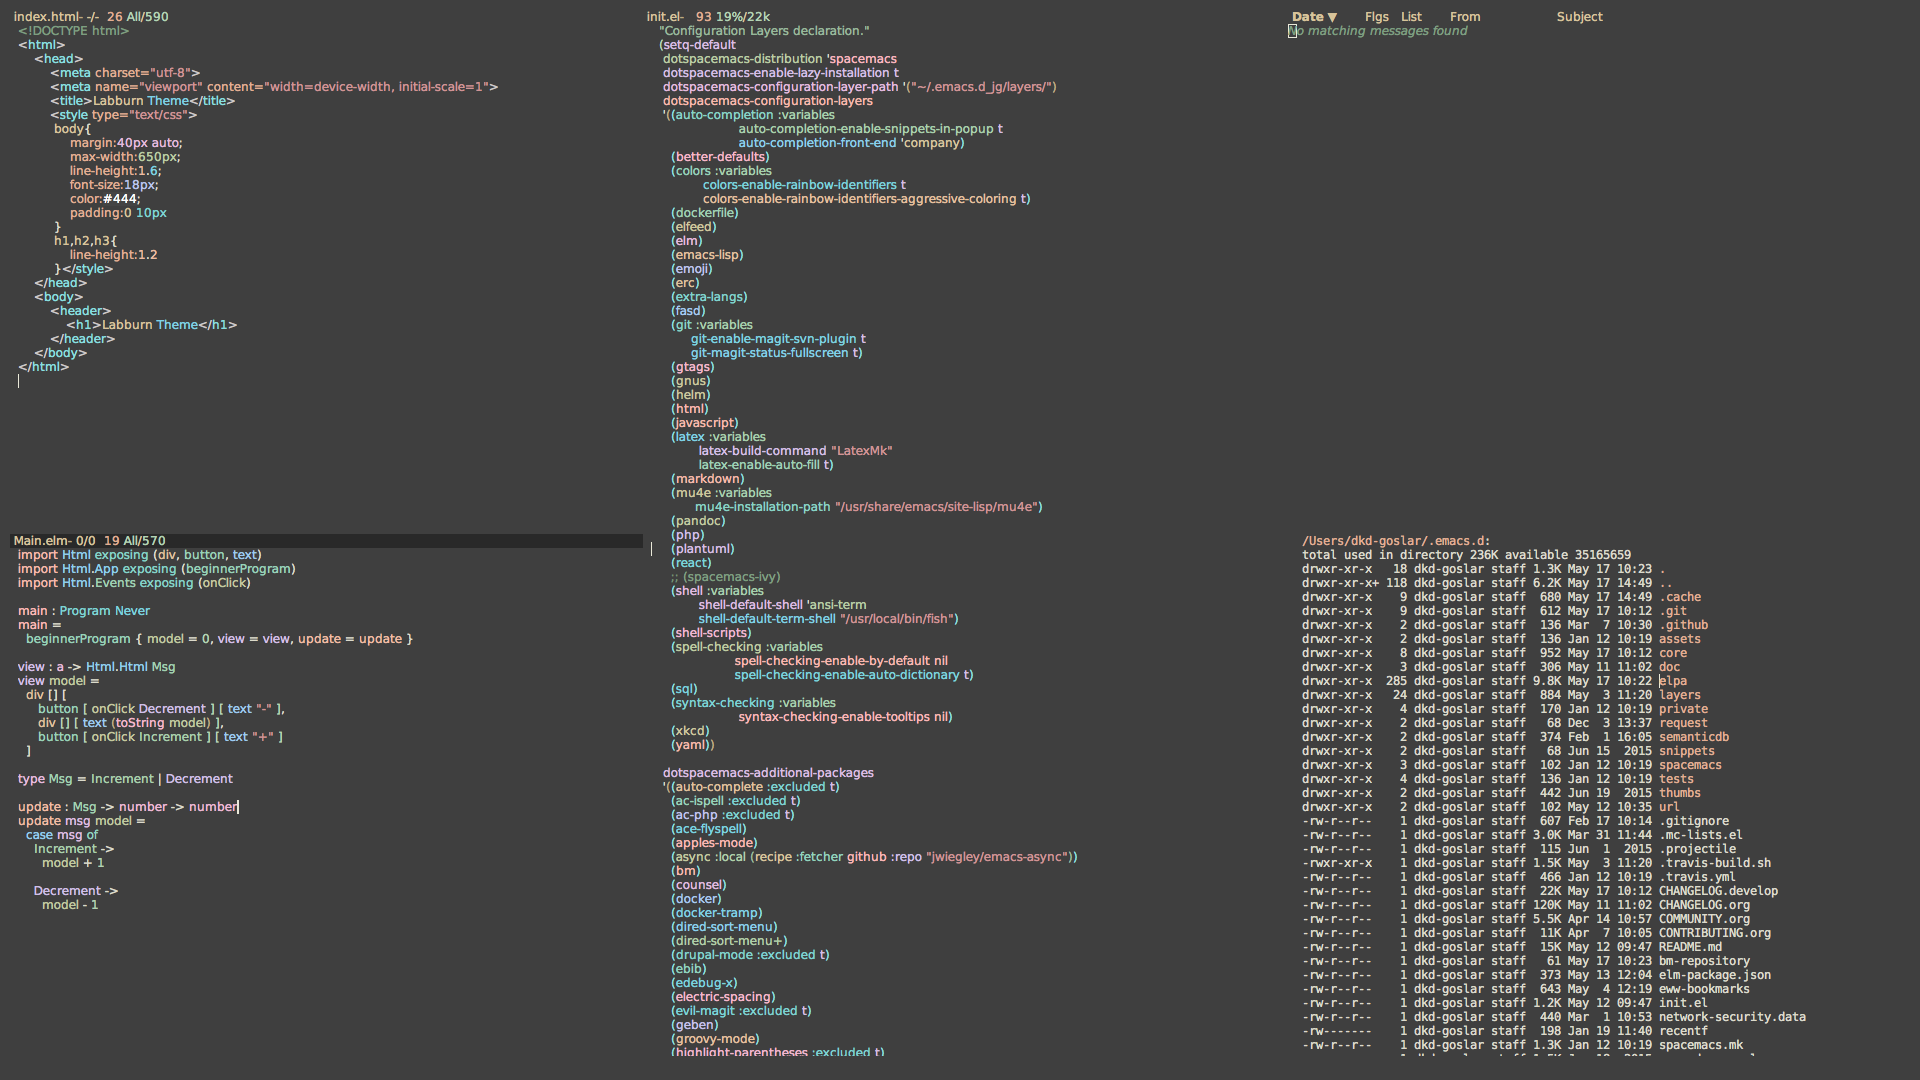 index.html- -/-  26 All/590
<!DOCTYPE html>
<html>
<head>
<meta charset="utf-8">
<meta name="viewport" content="width=device-width, initial-scale=1">
<title>Labburn Theme</title>
<style type="text/css">
body{
margin:40px auto;
max-width:650px;
line-height:1.6;
font-size:18px;
color:#444;
padding:0 10px
}
h1,h2,h3{
line-height:1.2
}</style>
</head>
<body>
<header>
<h1>Labburn Theme</h1>
</header>
</body>
</html>
Main.elm- 0/0  19 All/570
import Html exposing (div, button, text)
import Html.App exposing (beginnerProgram)
import Html.Events exposing (onClick)
main : Program Never
main =
beginnerProgram { model = 0, view = view, update = update }
view : a -> Html.Html Msg
view model =
div [] [
button [ onClick Decrement ] [ text "-" ],
div [] [ text (toString model) ],
button [ onClick Increment ] [ text "+" ]
]
type Msg = Increment | Decrement
update : Msg -> number -> number
update msg model =
case msg of
Increment ->
model + 1
Decrement ->
model - 1
init.el-   93 19%/22k
"Configuration Layers declaration."
(setq-default
dotspacemacs-distribution 'spacemacs
dotspacemacs-enable-lazy-installation t
dotspacemacs-configuration-layer-path '("~/.emacs.d_jg/layers/")
dotspacemacs-configuration-layers
'((auto-completion :variables
auto-completion-enable-snippets-in-popup t
auto-completion-front-end 'company)
(better-defaults)
(colors :variables
colors-enable-rainbow-identifiers t
colors-enable-rainbow-identifiers-aggressive-coloring t)
(dockerfile)
(elfeed)
(elm)
(emacs-lisp)
(emoji)
(erc)
(extra-langs)
(fasd)
(git :variables
git-enable-magit-svn-plugin t
git-magit-status-fullscreen t)
(gtags)
(gnus)
(helm)
(html)
(javascript)
(latex :variables
latex-build-command "LatexMk"
latex-enable-auto-fill t)
(markdown)
(mu4e :variables
mu4e-installation-path "/usr/share/emacs/site-lisp/mu4e")
(pandoc)
(php)
(plantuml)
(react)
;; (spacemacs-ivy)
(shell :variables
shell-default-shell 'ansi-term
shell-default-term-shell "/usr/local/bin/fish")
(shell-scripts)
(spell-checking :variables
spell-checking-enable-by-default nil
spell-checking-enable-auto-dictionary t)
(sql)
(syntax-checking :variables
syntax-checking-enable-tooltips nil)
(xkcd)
(yaml))
dotspacemacs-additional-packages
'((auto-complete :excluded t)
(ac-ispell :excluded t)
(ac-php :excluded t)
(ace-flyspell)
(apples-mode)
(async :local (recipe :fetcher github :repo "jwiegley/emacs-async"))
(bm)
(counsel)
(docker)
(docker-tramp)
(dired-sort-menu)
(dired-sort-menu+)
(drupal-mode :excluded t)
(ebib)
(edebug-x)
(electric-spacing)
(evil-magit :excluded t)
(geben)
(groovy-mode)
(highlight-parentheses :excluded t)
Date ▼  Flgs  List  From  Subject
No matching messages found
/Users/dkd-goslar/.emacs.d:
total used in directory 236K available 35165659
drwxr-xr-x   18 dkd-goslar staff 1.3K May 17 10:23 .
drwxr-xr-x+ 118 dkd-goslar staff 6.2K May 17 14:49 ..
drwxr-xr-x    9 dkd-goslar staff  680 May 17 14:49 .cache
drwxr-xr-x    9 dkd-goslar staff  612 May 17 10:12 .git
drwxr-xr-x    2 dkd-goslar staff  136 Mar  7 10:30 .github
drwxr-xr-x    2 dkd-goslar staff  136 Jan 12 10:19 assets
drwxr-xr-x    8 dkd-goslar staff  952 May 17 10:12 core
drwxr-xr-x    3 dkd-goslar staff  306 May 11 11:02 doc
drwxr-xr-x  285 dkd-goslar staff 9.8K May 17 10:22 elpa
drwxr-xr-x   24 dkd-goslar staff  884 May  3 11:20 layers
drwxr-xr-x    4 dkd-goslar staff  170 Jan 12 10:19 private
drwxr-xr-x    2 dkd-goslar staff   68 Dec  3 13:37 request
drwxr-xr-x    2 dkd-goslar staff  374 Feb  1 16:05 semanticdb
drwxr-xr-x    2 dkd-goslar staff   68 Jun 15  2015 snippets
drwxr-xr-x    3 dkd-goslar staff  102 Jan 12 10:19 spacemacs
drwxr-xr-x    4 dkd-goslar staff  136 Jan 12 10:19 tests
drwxr-xr-x    2 dkd-goslar staff  442 Jun 19  2015 thumbs
drwxr-xr-x    2 dkd-goslar staff  102 May 12 10:35 url
-rw-r--r--    1 dkd-goslar staff  607 Feb 17 10:14 .gitignore
-rw-r--r--    1 dkd-goslar staff 3.0K Mar 31 11:44 .mc-lists.el
-rw-r--r--    1 dkd-goslar staff  115 Jun  1  2015 .projectile
-rwxr-xr-x    1 dkd-goslar staff 1.5K May  3 11:20 .travis-build.sh
-rw-r--r--    1 dkd-goslar staff  466 Jan 12 10:19 .travis.yml
-rw-r--r--    1 dkd-goslar staff  22K May 17 10:12 CHANGELOG.develop
-rw-r--r--    1 dkd-goslar staff 120K May 11 11:02 CHANGELOG.org
-rw-r--r--    1 dkd-goslar staff 5.5K Apr 14 10:57 COMMUNITY.org
-rw-r--r--    1 dkd-goslar staff  11K Apr  7 10:05 CONTRIBUTING.org
-rw-r--r--    1 dkd-goslar staff  15K May 12 09:47 README.md
-rw-r--r--    1 dkd-goslar staff   61 May 17 10:23 bm-repository
-rw-r--r--    1 dkd-goslar staff  373 May 13 12:04 elm-package.json
-rw-r--r--    1 dkd-goslar staff  643 May  4 12:19 eww-bookmarks
-rw-r--r--    1 dkd-goslar staff 1.2K May 12 09:47 init.el
-rw-r--r--    1 dkd-goslar staff  440 Mar  1 10:53 network-security.data
-rw-------    1 dkd-goslar staff  198 Jan 19 11:40 recentf
-rw-r--r--    1 dkd-goslar staff 1.3K Jan 12 10:19 spacemacs.mk